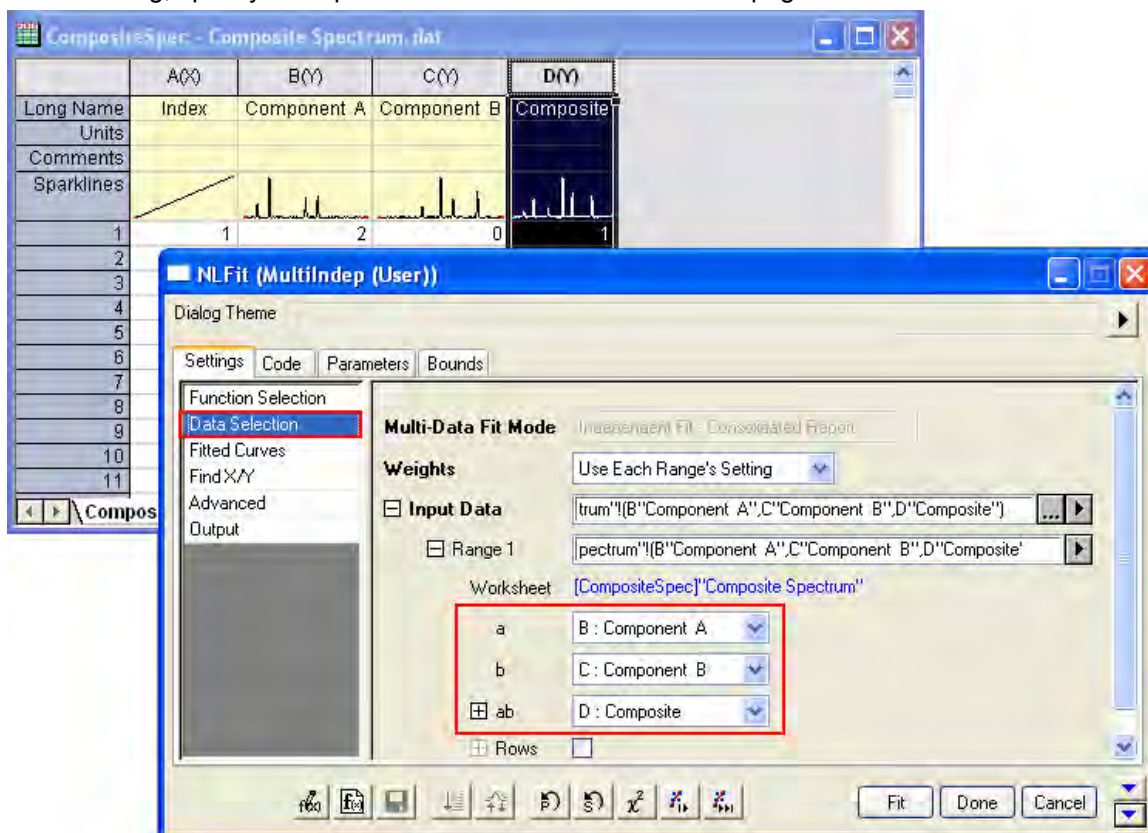 CompositeSpec - Composite Spectrum.dat
A(X) B(Y) C(Y) D(Y)
Long Name Index Component A Component B Composite
Units
Comments
Sparklines
1 1 2 0 1
2
3
4
5
6
7
8
9
10
11
Compos
NLFit (MultiIndep (User))
Dialog Theme
Settings Code Parameters Bounds
Function Selection
Data Selection
Fitted Curves
Find X/Y
Advanced
Output
Multi-Data Fit Mode Independent Fit - Consolidated Report
Weights Use Each Range's Setting
Input Data trum"!(B"Component A",C"Component B",D"Composite") ...
Range 1 pectrum"!(B"Component A",C"Component B",D"Composite'
Worksheet [CompositeSpec]"Composite Spectrum"
a B : Component A
b C : Component B
ab D : Composite
Rows
Fit Done Cancel